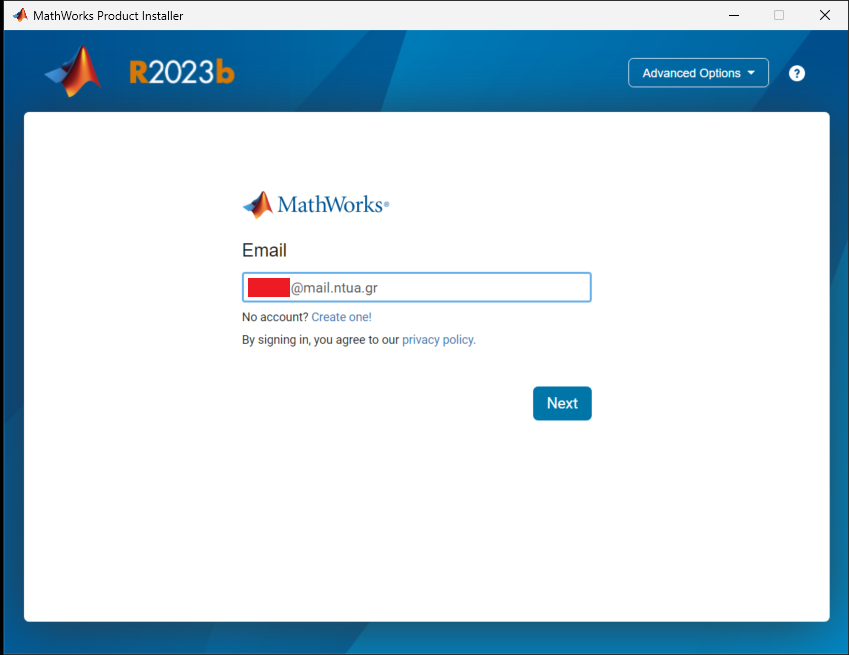 MathWorks Product Installer
R2023b
Advanced Options
?
MathWorks®
Email
@mail.ntua.gr
No account? Create one!
By signing in, you agree to our privacy policy.
Next